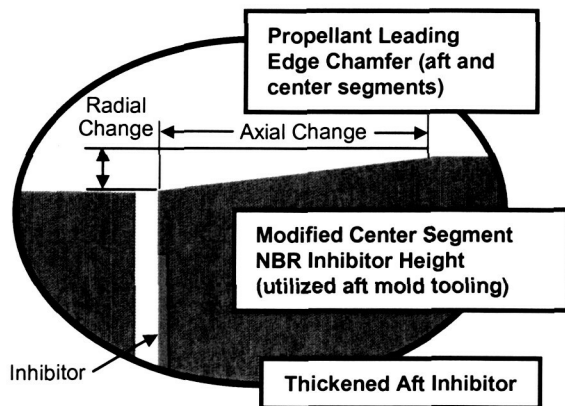 Propellant Leading
Edge Chamfer (aft and
center segments)
Radial
Change
Axial Change
Modified Center Segment
NBR Inhibitor Height
(utilized aft mold tooling)
Inhibitor
Thickened Aft Inhibitor